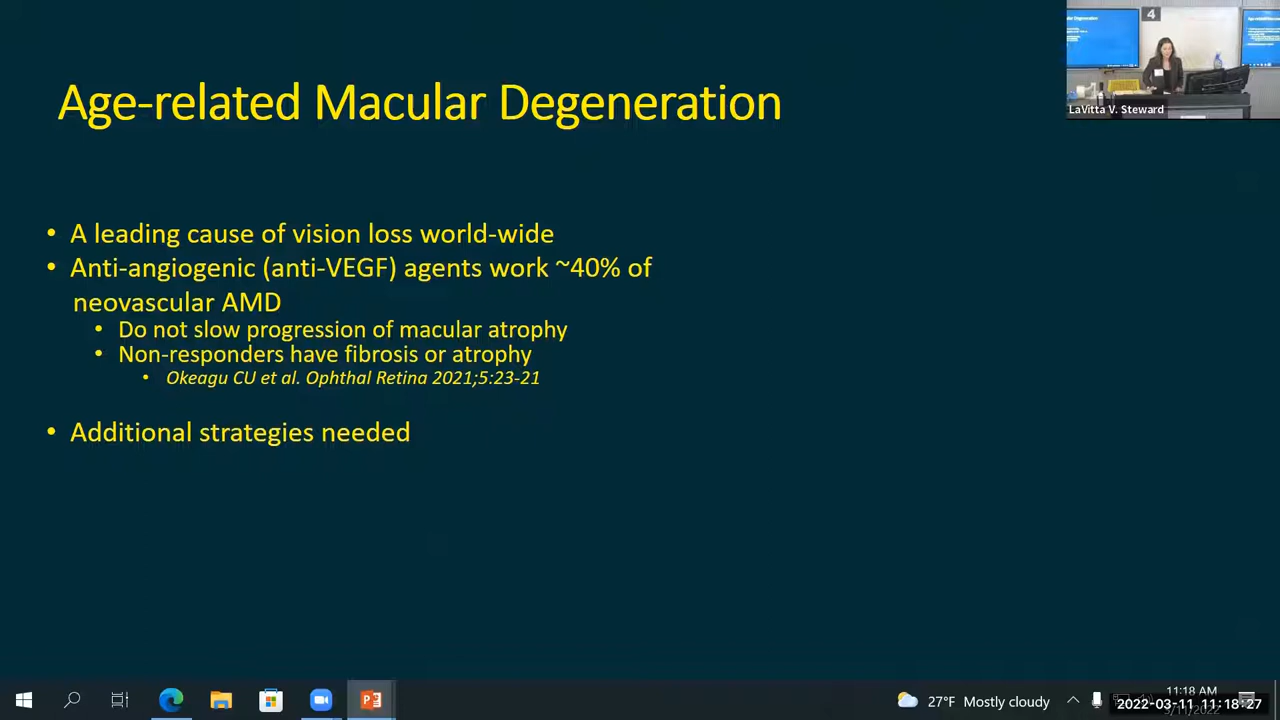 4
LaVitta V. Steward
Age-related Macular Degeneration
• A leading cause of vision loss world-wide
• Anti-angiogenic (anti-VEGF) agents work ~40% of
neovascular AMD
• Do not slow progression of macular atrophy
• Non-responders have fibrosis or atrophy
• Okeagu CU et al. Ophthal Retina 2021;5:23-21
• Additional strategies needed
27°F Mostly cloudy
11:18 AM
2022-03-11 11:18:27